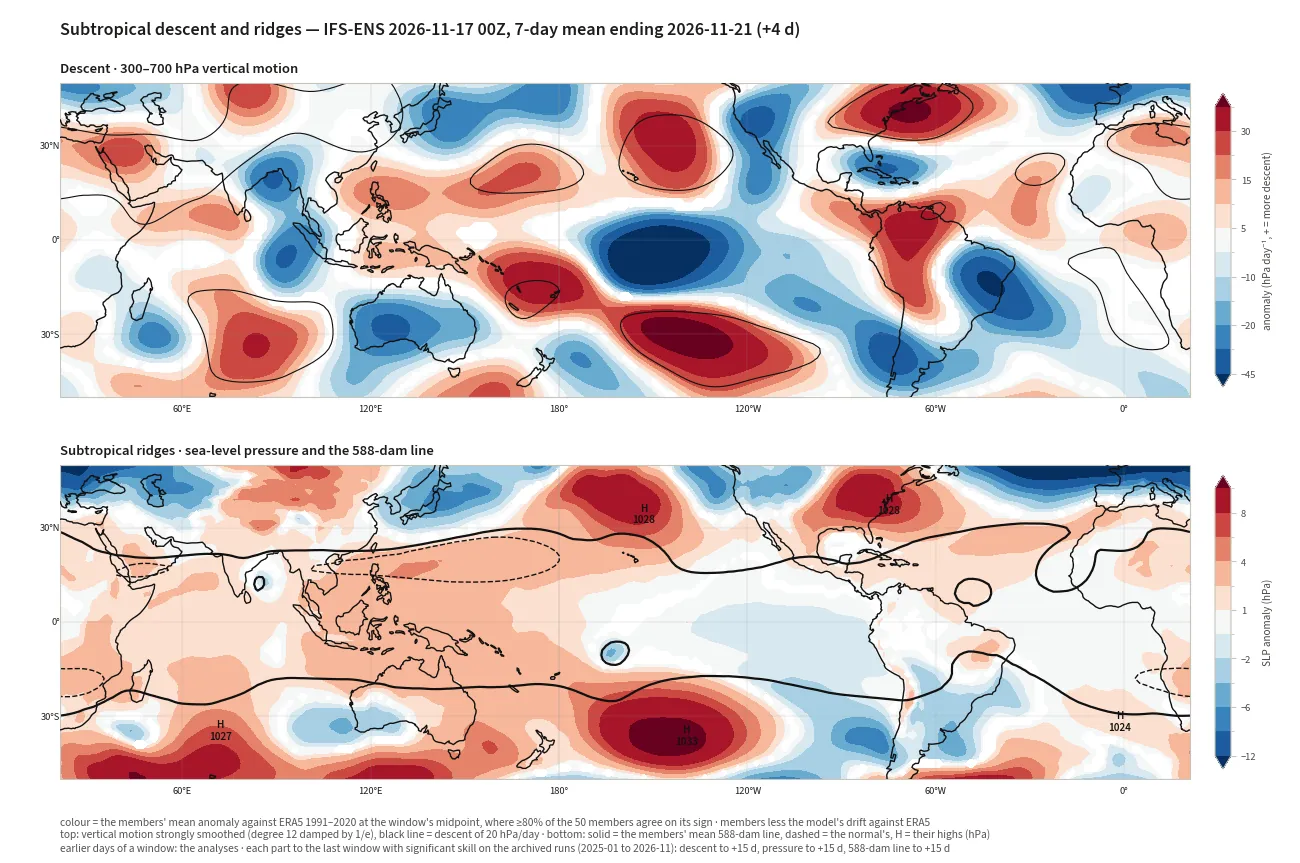 Subtropical descent and ridges — IFS-ENS 2026-11-17 00Z, 7-day mean ending 2026-11-21 (+4 d)
Descent · 300–700 hPa vertical motion
30°N
0°
30°S
60°E 120°E 180° 120°W 60°W 0°
30
15
5
−10
−20
−45
anomaly (hPa day⁻¹, + = more descent)
Subtropical ridges · sea-level pressure and the 588-dam line
30°N
0°
30°S
H
1028
H
1028
H
1027
H
1033
H
1024
60°E 120°E 180° 120°W 60°W 0°
8
4
1
−2
−6
−12
SLP anomaly (hPa)
colour = the members' mean anomaly against ERA5 1991–2020 at the window's midpoint, where ≥80% of the 50 members agree on its sign · members less the model's drift against ERA5
top: vertical motion strongly smoothed (degree 12 damped by 1/e), black line = descent of 20 hPa/day · bottom: solid = the members' mean 588-dam line, dashed = the normal's, H = their highs (hPa)
earlier days of a window: the analyses · each part to the last window with significant skill on the archived runs (2025-01 to 2026-11): descent to +15 d, pressure to +15 d, 588-dam line to +15 d